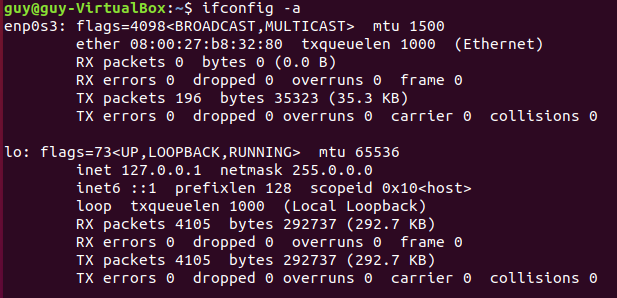 guy@guy-VirtualBox:~$ ifconfig -a
enp0s3: flags=4098<BROADCAST,MULTICAST>  mtu 1500
        ether 08:00:27:b8:32:80  txqueuelen 1000  (Ethernet)
        RX packets 0  bytes 0 (0.0 B)
        RX errors 0  dropped 0  overruns 0  frame 0
        TX packets 196  bytes 35323 (35.3 KB)
        TX errors 0  dropped 0 overruns 0  carrier 0  collisions 0

lo: flags=73<UP,LOOPBACK,RUNNING>  mtu 65536
        inet 127.0.0.1  netmask 255.0.0.0
        inet6 ::1  prefixlen 128  scopeid 0x10<host>
        loop  txqueuelen 1000  (Local Loopback)
        RX packets 4105  bytes 292737 (292.7 KB)
        RX errors 0  dropped 0  overruns 0  frame 0
        TX packets 4105  bytes 292737 (292.7 KB)
        TX errors 0  dropped 0 overruns 0  carrier 0  collisions 0